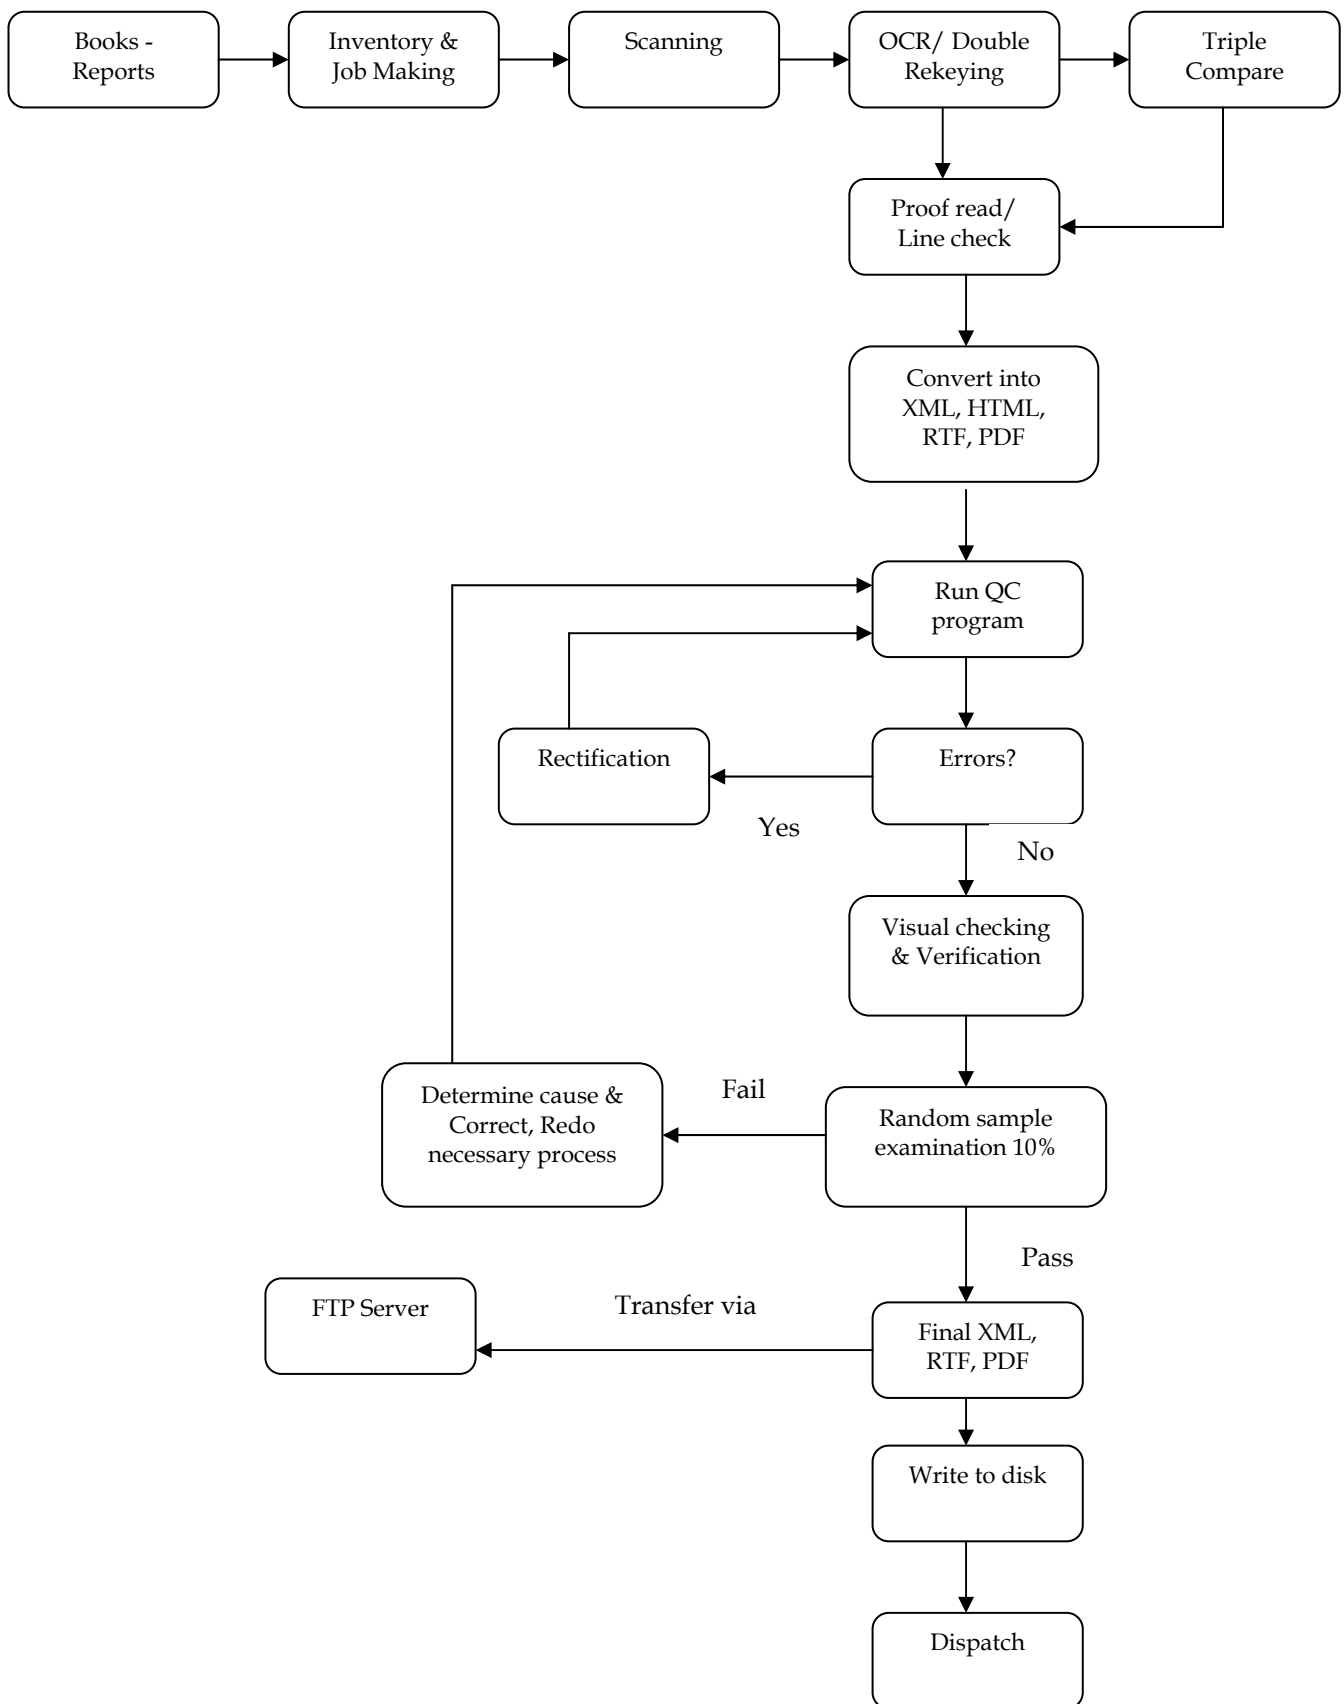 Books -
Reports
Inventory &
Job Making
Scanning
OCR/ Double
Rekeying
Triple
Compare
Proof read/
Line check
Convert into
XML, HTML,
RTF, PDF
Run QC
program
Rectification
Errors?
Yes
No
Visual checking
& Verification
Determine cause &
Correct, Redo
necessary process
Fail
Random sample
examination 10%
Pass
FTP Server
Transfer via
Final XML,
RTF, PDF
Write to disk
Dispatch